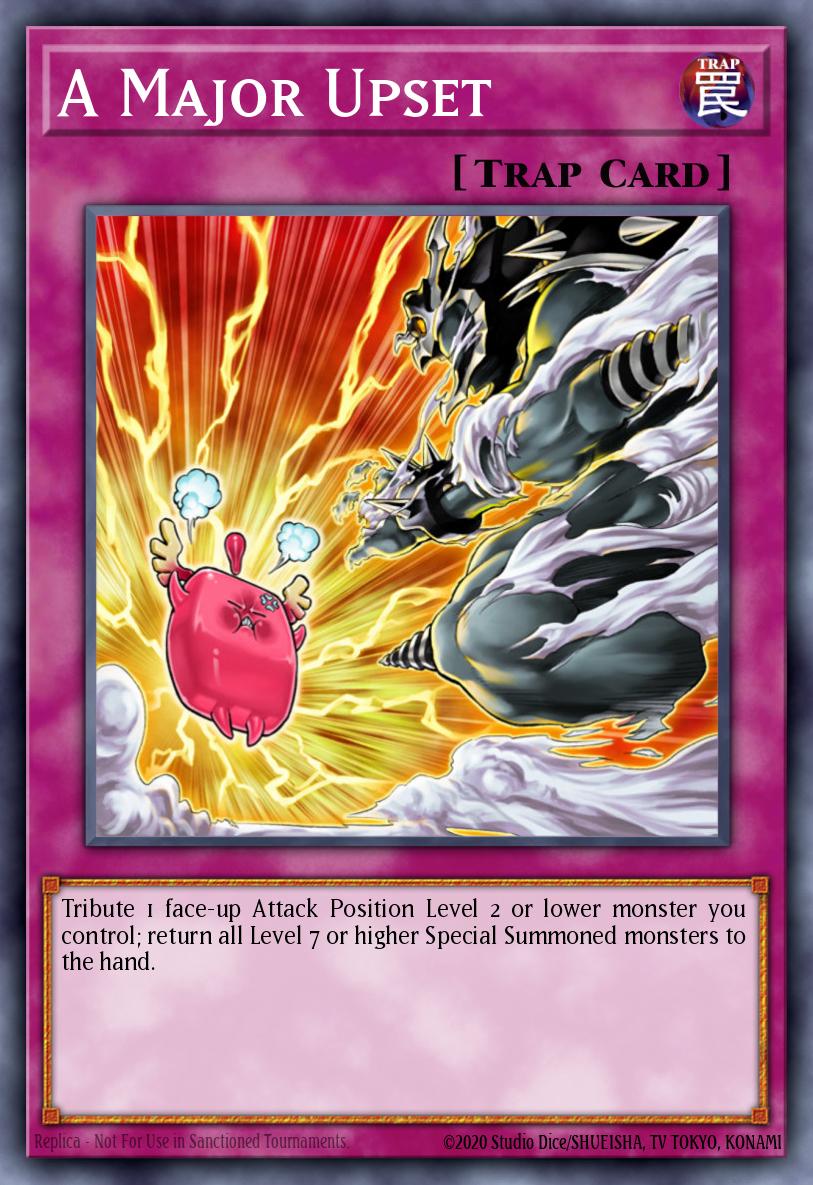 A Major Upset
TRAP
罠
[Trap Card]
Tribute 1 face-up Attack Position Level 2 or lower monster you
control; return all Level 7 or higher Special Summoned monsters to
the hand.
Replica - Not For Use in Sanctioned Tournaments.
©2020 Studio Dice/SHUEISHA, TV TOKYO, KONAMI